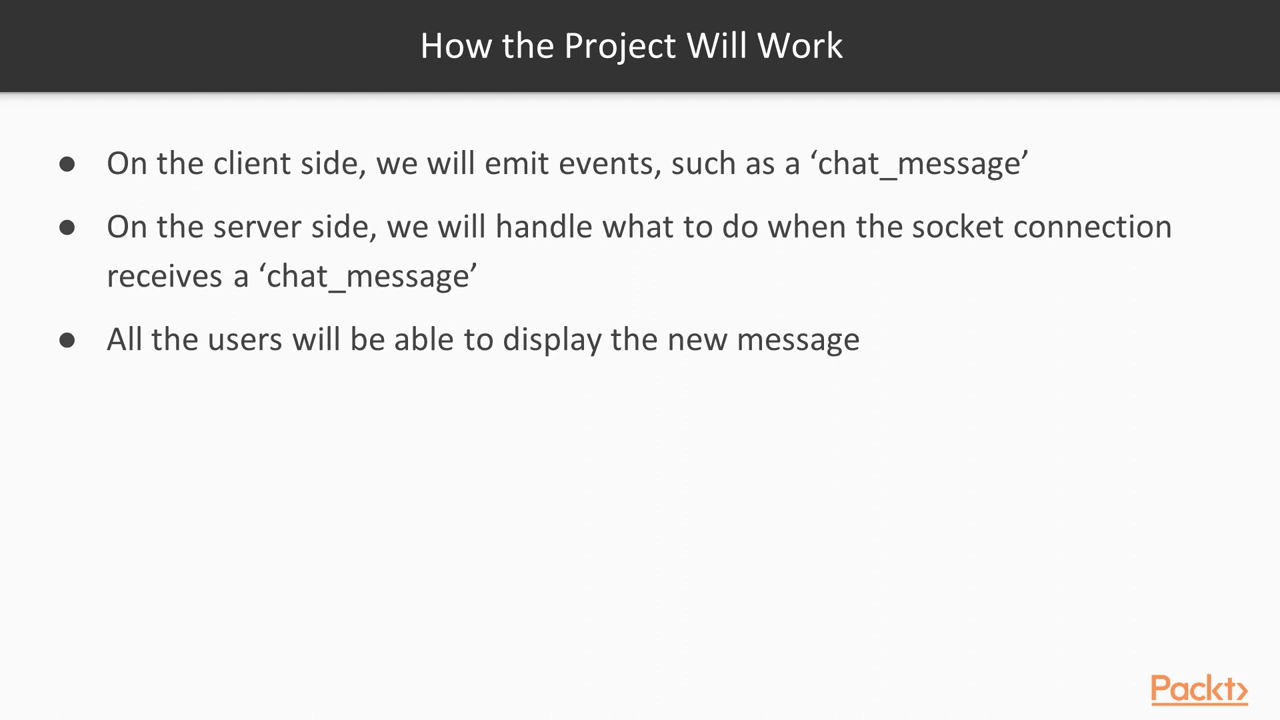 How the Project Will Work
● On the client side, we will emit events, such as a ‘chat_message’
● On the server side, we will handle what to do when the socket connection
receives a ‘chat_message’
● All the users will be able to display the new message
Packt>